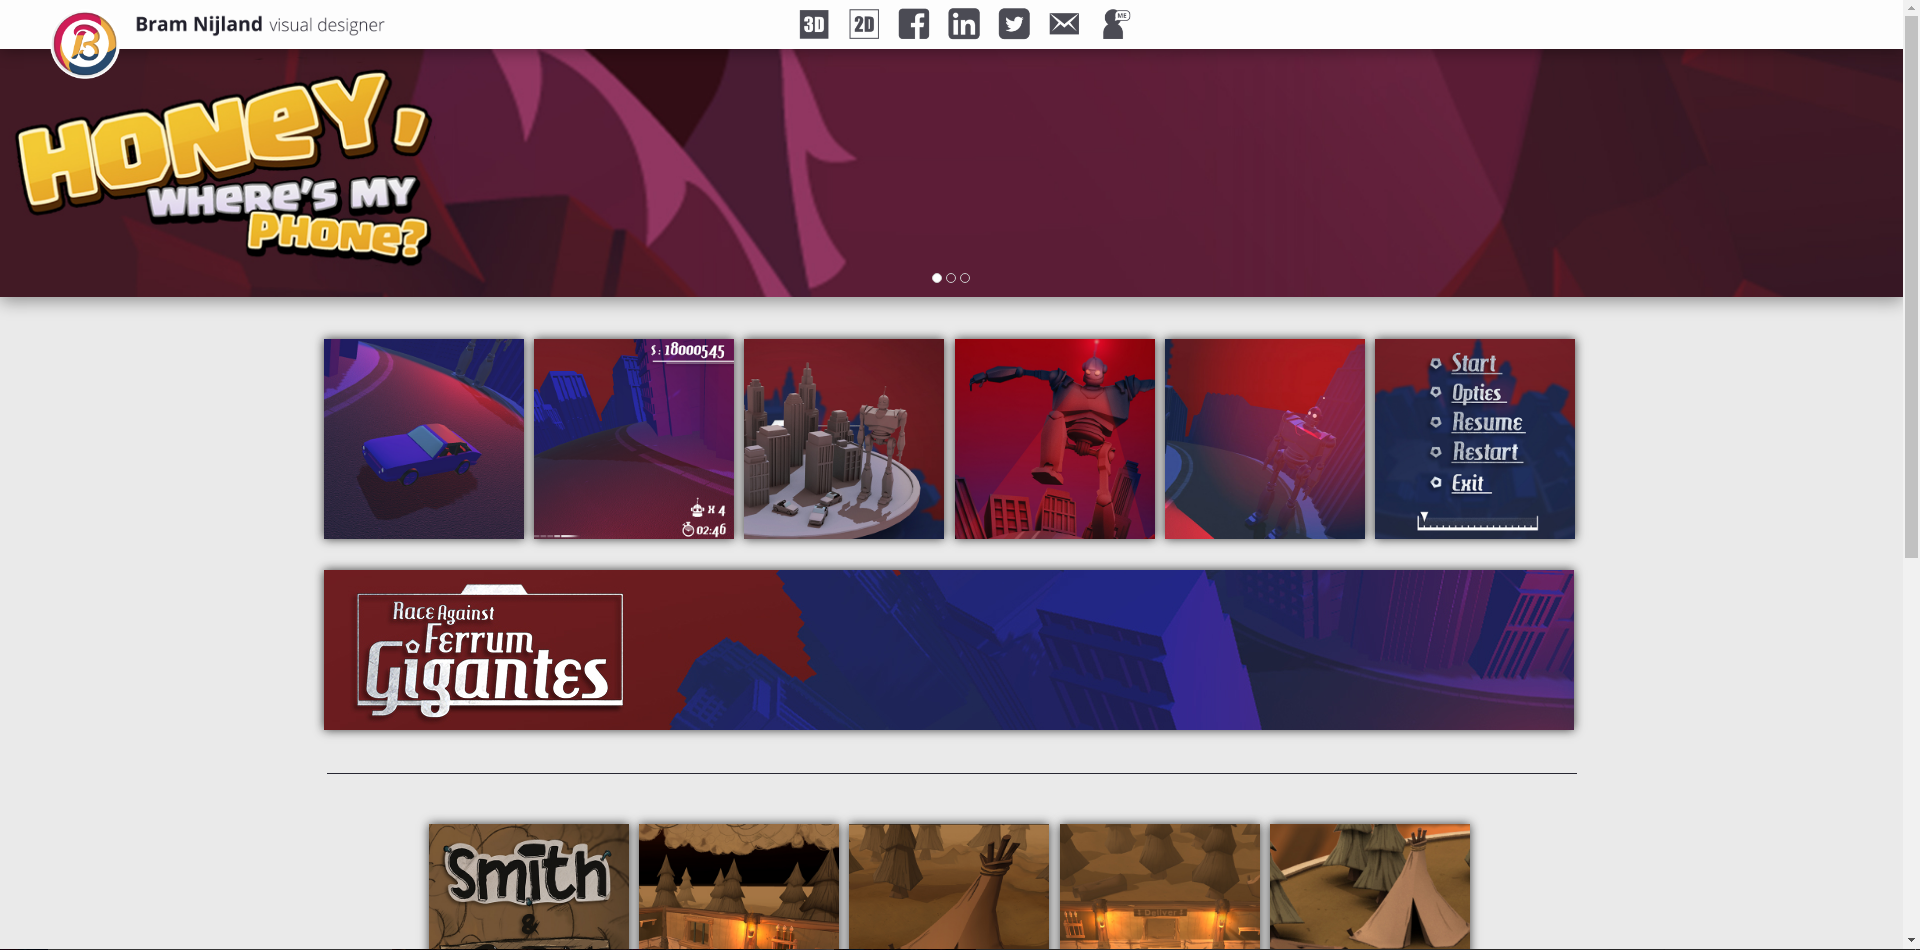 Bram Nijland visual designer
3D
2D
ME
HONEY,
WHERE'S MY
PHONE?
S: 18000545
x 4
02:46
Start
Opties
Resume
Restart
Exit
Race Against
Ferrum
Gigantes
Smith
&